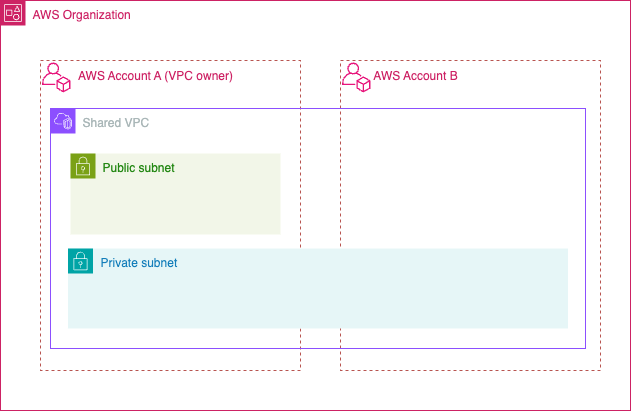 AWS Organization
AWS Account A (VPC owner)
AWS Account B
Shared VPC
Public subnet
Private subnet